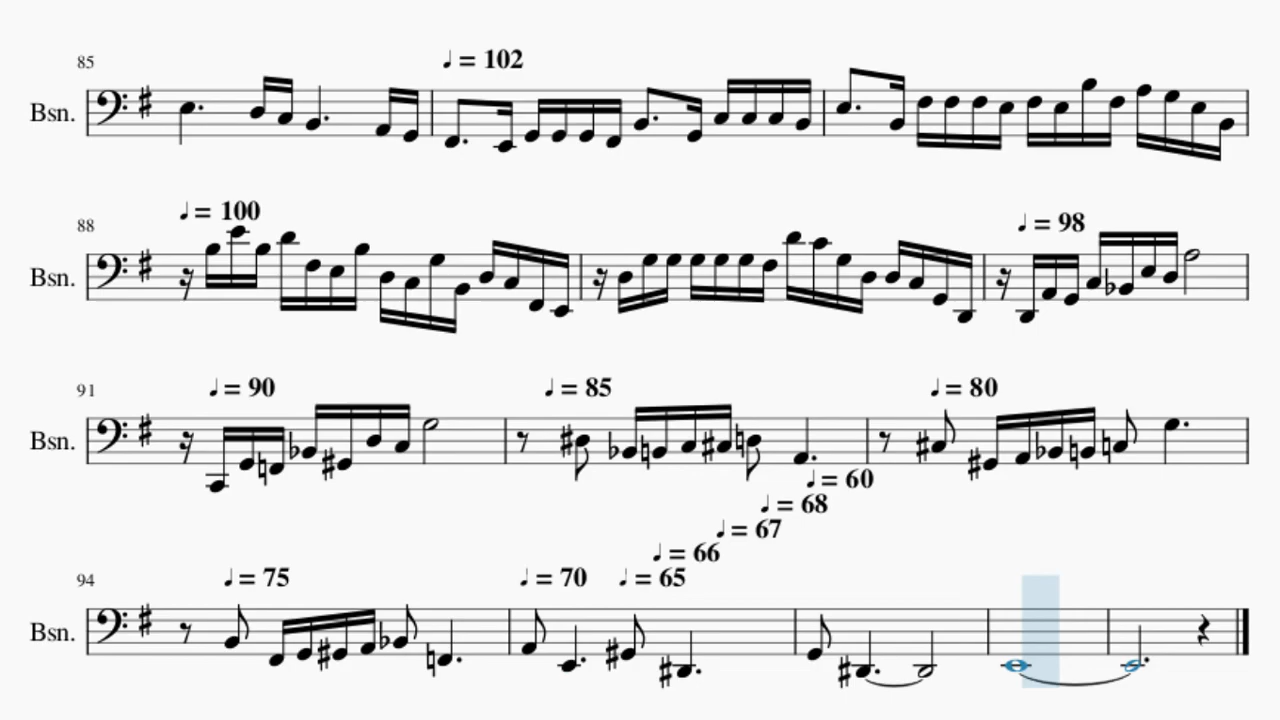 85
♩ = 102
Bsn.
88
♩ = 100
♩ = 98
Bsn.
91
♩ = 90
♩ = 85
♩ = 80
Bsn.
♩ = 60
♩ = 68
♩ = 67
♩ = 66
94
♩ = 75
♩ = 70
♩ = 65
Bsn.